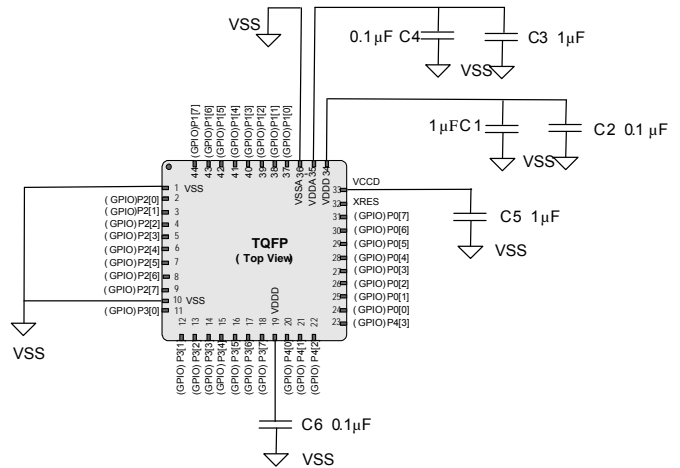 VSS
0.1 µF C4
C3 1µF
VSS
1µFC1
C2 0.1 µF
VSS
(GPIO)P1[7]
(GPIO)P1[6]
(GPIO)P1[5]
(GPIO)P1[4]
(GPIO)P1[3]
(GPIO)P1[2]
(GPIO)P1[1]
(GPIO)P1[0]
44
43
42
41
40
39
38
37
VSSA 36
VDDA 35
VDDD 34
1 VSS
(GPIO)P2[0] 2
(GPIO)P2[1] 3
(GPIO)P2[2] 4
(GPIO)P2[3] 5
(GPIO)P2[4] 6
(GPIO)P2[5] 7
(GPIO)P2[6] 8
(GPIO)P2[7] 9
10 VSS
(GPIO)P3[0] 11
TQFP
( Top View)
33 VCCD
32 XRES
31 (GPIO)P0[7]
30 (GPIO)P0[6]
29 (GPIO)P0[5]
28 (GPIO)P0[4]
27 (GPIO)P0[3]
26 (GPIO)P0[2]
25 (GPIO)P0[1]
24 (GPIO)P0[0]
23 (GPIO)P4[3]
C5 1µF
VSS
VSS
12
13
14
15
16
17
18
19 VDDD
20
21
22
(GPIO) P3[1]
(GPIO) P3[2]
(GPIO) P3[3]
(GPIO) P3[4]
(GPIO) P3[5]
(GPIO) P3[6]
(GPIO) P3[7]
(GPIO) P4[0]
(GPIO) P4[1]
(GPIO) P4[2]
C6 0.1µF
VSS